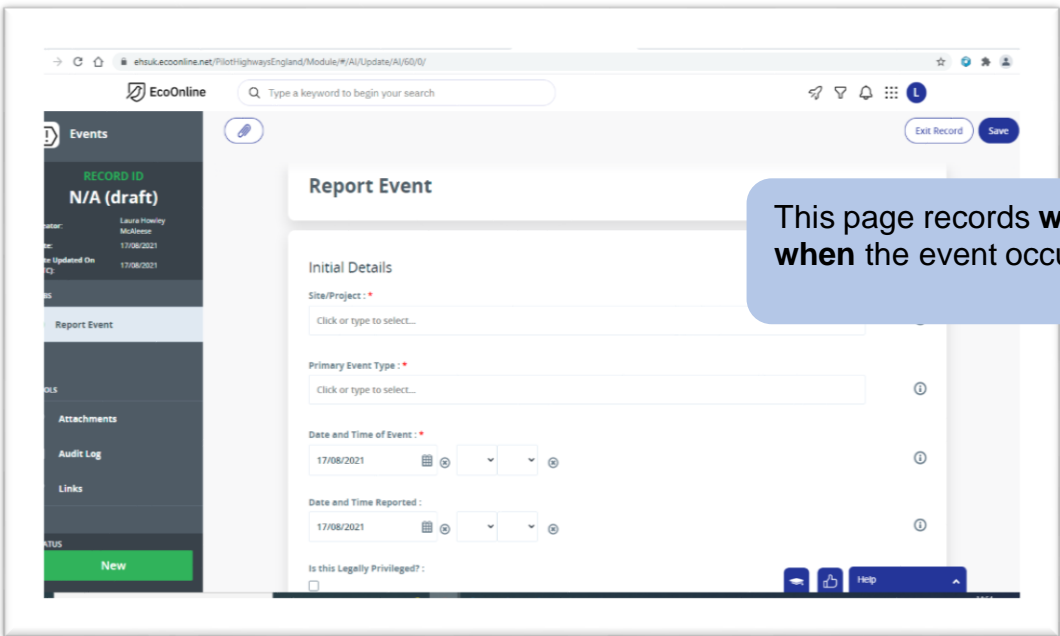 ehsuk.ecoonline.net/PilotHighwaysEngland/Module/#/AI/Update/AI/60/0/
EcoOnline
Type a keyword to begin your search
L
Events
Exit Record
Save
RECORD ID
N/A (draft)
Laura Howley
McAleese
17/08/2021
te Updated On
17/08/2021
Report Event
Report Event
This page records w
when the event occu
Initial Details
Site/Project : *
Click or type to select...
Primary Event Type : *
Click or type to select...
Attachments
Date and Time of Event : *
Audit Log
17/08/2021
Links
Date and Time Reported :
17/08/2021
New
Is this Legally Privileged? :
Help